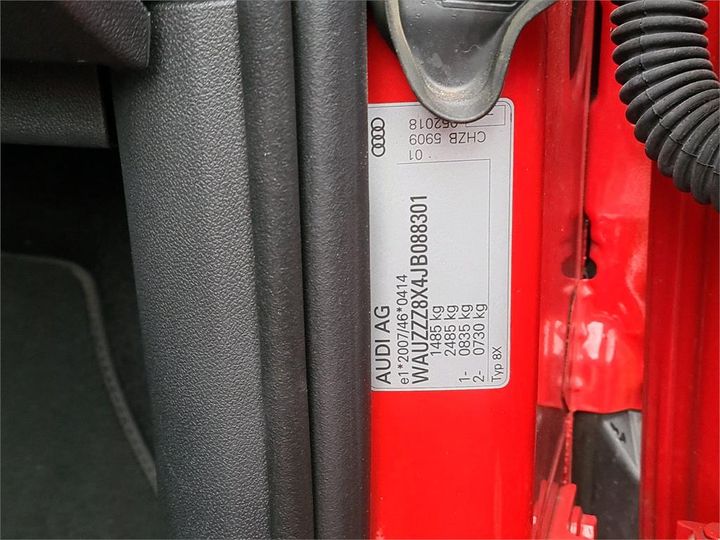 AUDI AG
e1*2007/46*0414
WAUZZZ8X4JB088301
1485 kg
2485 kg
1- 0835 kg
2- 0730 kg
Typ 8X
01
CHZB 5909
052018